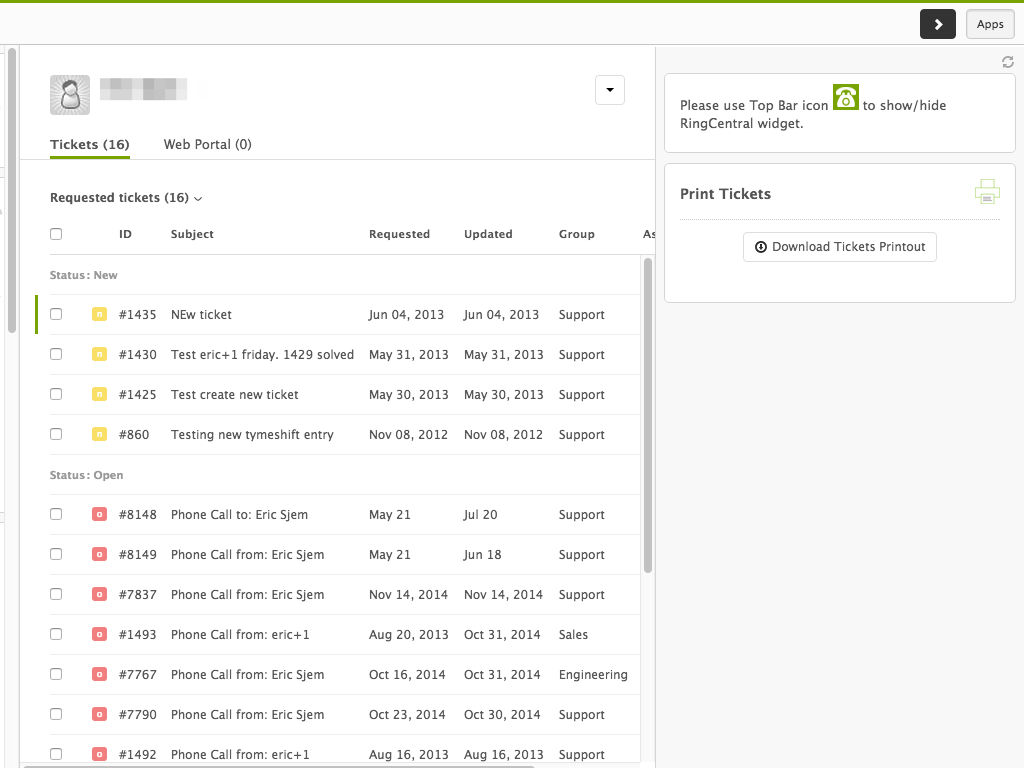 Apps
Tickets (16) Web Portal (0)
Requested tickets (16)
ID Subject Requested Updated Group As
Status: New
n #1435 NEw ticket Jun 04, 2013 Jun 04, 2013 Support
n #1430 Test eric+1 friday. 1429 solved May 31, 2013 May 31, 2013 Support
n #1425 Test create new ticket May 30, 2013 May 30, 2013 Support
n #860 Testing new tymeshift entry Nov 08, 2012 Nov 08, 2012 Support
Status: Open
o #8148 Phone Call to: Eric Sjem May 21 Jul 20 Support
o #8149 Phone Call from: Eric Sjem May 21 Jun 18 Support
o #7837 Phone Call from: Eric Sjem Nov 14, 2014 Nov 14, 2014 Support
o #1493 Phone Call from: eric+1 Aug 20, 2013 Oct 31, 2014 Sales
o #7767 Phone Call from: Eric Sjem Oct 16, 2014 Oct 31, 2014 Engineering
o #7790 Phone Call from: Eric Sjem Oct 23, 2014 Oct 30, 2014 Support
o #1492 Phone Call from: eric+1 Aug 16, 2013 Aug 16, 2013 Support
Please use Top Bar icon to show/hide
RingCentral widget.
Print Tickets
Download Tickets Printout